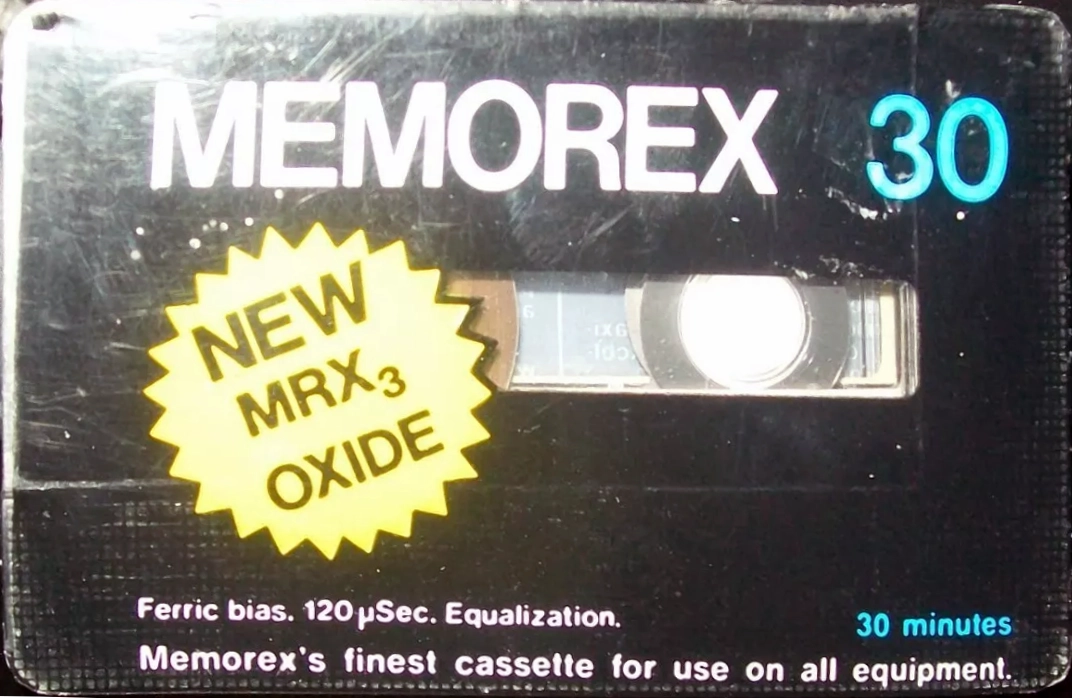 MEMOREX 30
NEW
MRX3
OXIDE
Ferric bias. 120µSec. Equalization.
30 minutes
Memorex's finest cassette for use on all equipment.